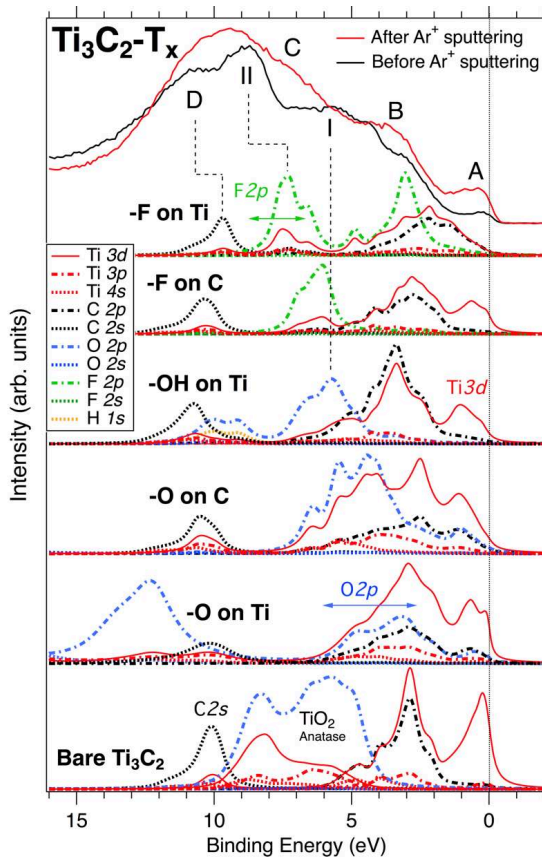 Ti3C2-Tx
After Ar+ sputtering
Before Ar+ sputtering
C
D
II
I
B
A
F2p
-F on Ti
Ti 3d
Ti 3p
Ti 4s
C 2p
C 2s
O 2p
O 2s
F 2p
F 2s
H 1s
-F on C
-OH on Ti
Ti3d
-O on C
-O on Ti
O2p
C2s
TiO2
Anatase
Bare Ti3C2
Intensity (arb. units)
15
10
5
0
Binding Energy (eV)